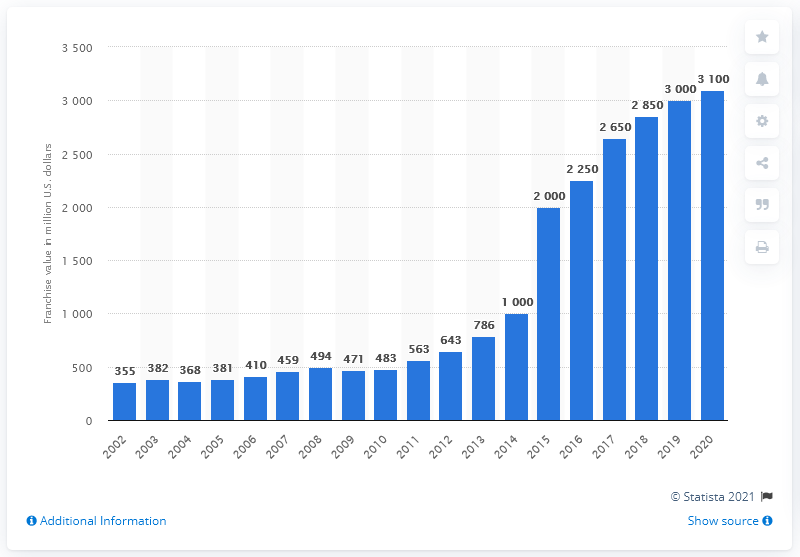 Franchise value in million U.S. dollars
3 500
3 000
2 500
2 000
1 500
1 000
500
0
355 382 368 381 410 459 494 471 483 563 643 786 1 000 2 000 2 250 2 650 2 850 3 000 3 100
2002 2003 2004 2005 2006 2007 2008 2009 2010 2011 2012 2013 2014 2015 2016 2017 2018 2019 2020
© Statista 2021
Additional Information
Show source